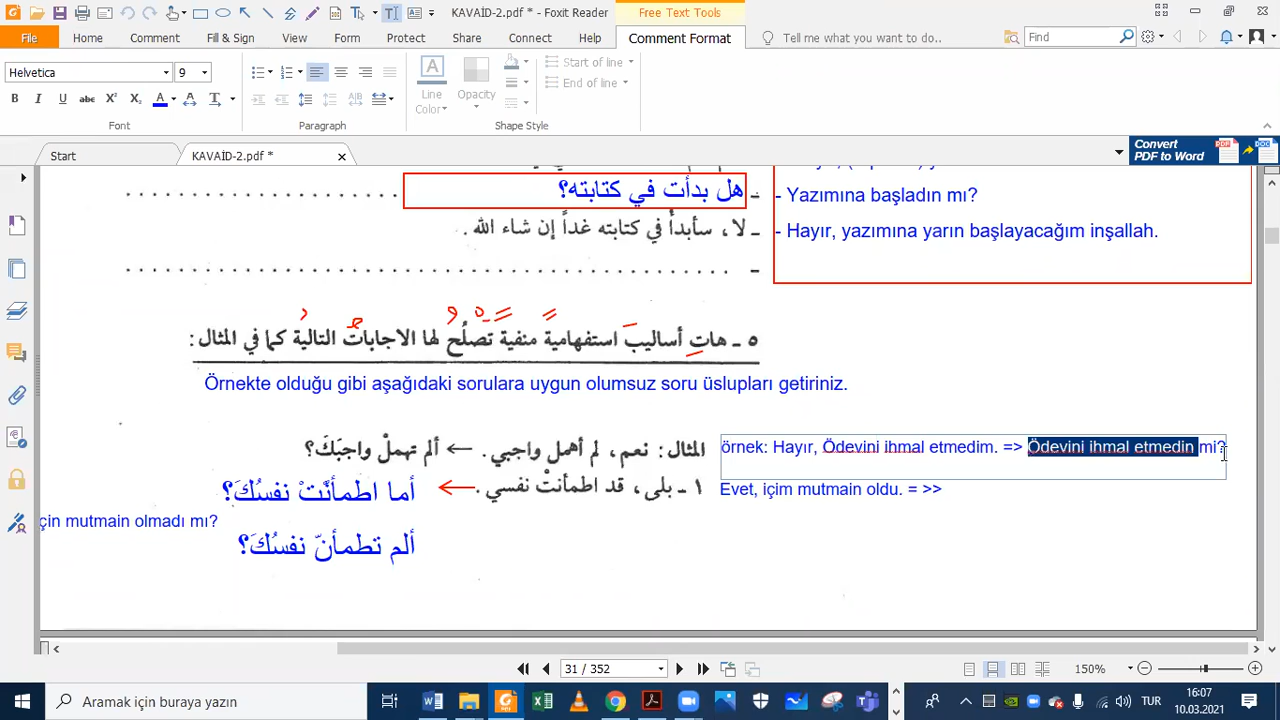 KAVAİD-2.pdf * - Foxit Reader
Free Text Tools
File Home Comment Fill & Sign View Form Protect Share Connect Help Comment Format Tell me what you want to do.. Find
Helvetica 9
Font
Paragraph
Line Color
Opacity
Start of line
End of line
Shape Style
Start
KAVAİD-2.pdf *
Convert PDF to Word
ـ هل بدأت في كتابته؟
- Yazımına başladın mı?
ـ لا، سأبدأ في كتابته غداً إن شاء الله .
- Hayır, yazımına yarın başlayacağım inşallah.
٥ ـ هاتِ أساليبَ استفهاميةً منفية تَصلُح لها الاجاباتُ التالية كما في المثال :
Örnekte olduğu gibi aşağıdaki sorulara uygun olumsuz soru üslupları getiriniz.
المثال : نعم، لم أهمل واجبي. ← ألم تهملْ واجبَكَ؟
örnek: Hayır, Ödevini ihmal etmedim. => Ödevini ihmal etmedin mi?
١ ـ بلى، قد اطمأنتْ نفسي .
أما اطمأنَّتْ نفسُكَ؟
Evet, içim mutmain oldu. = >>
çin mutmain olmadı mı?
ألم تطمأنّ نفسُكَ؟
31 / 352
150%
Aramak için buraya yazın
TUR
16:07
10.03.2021